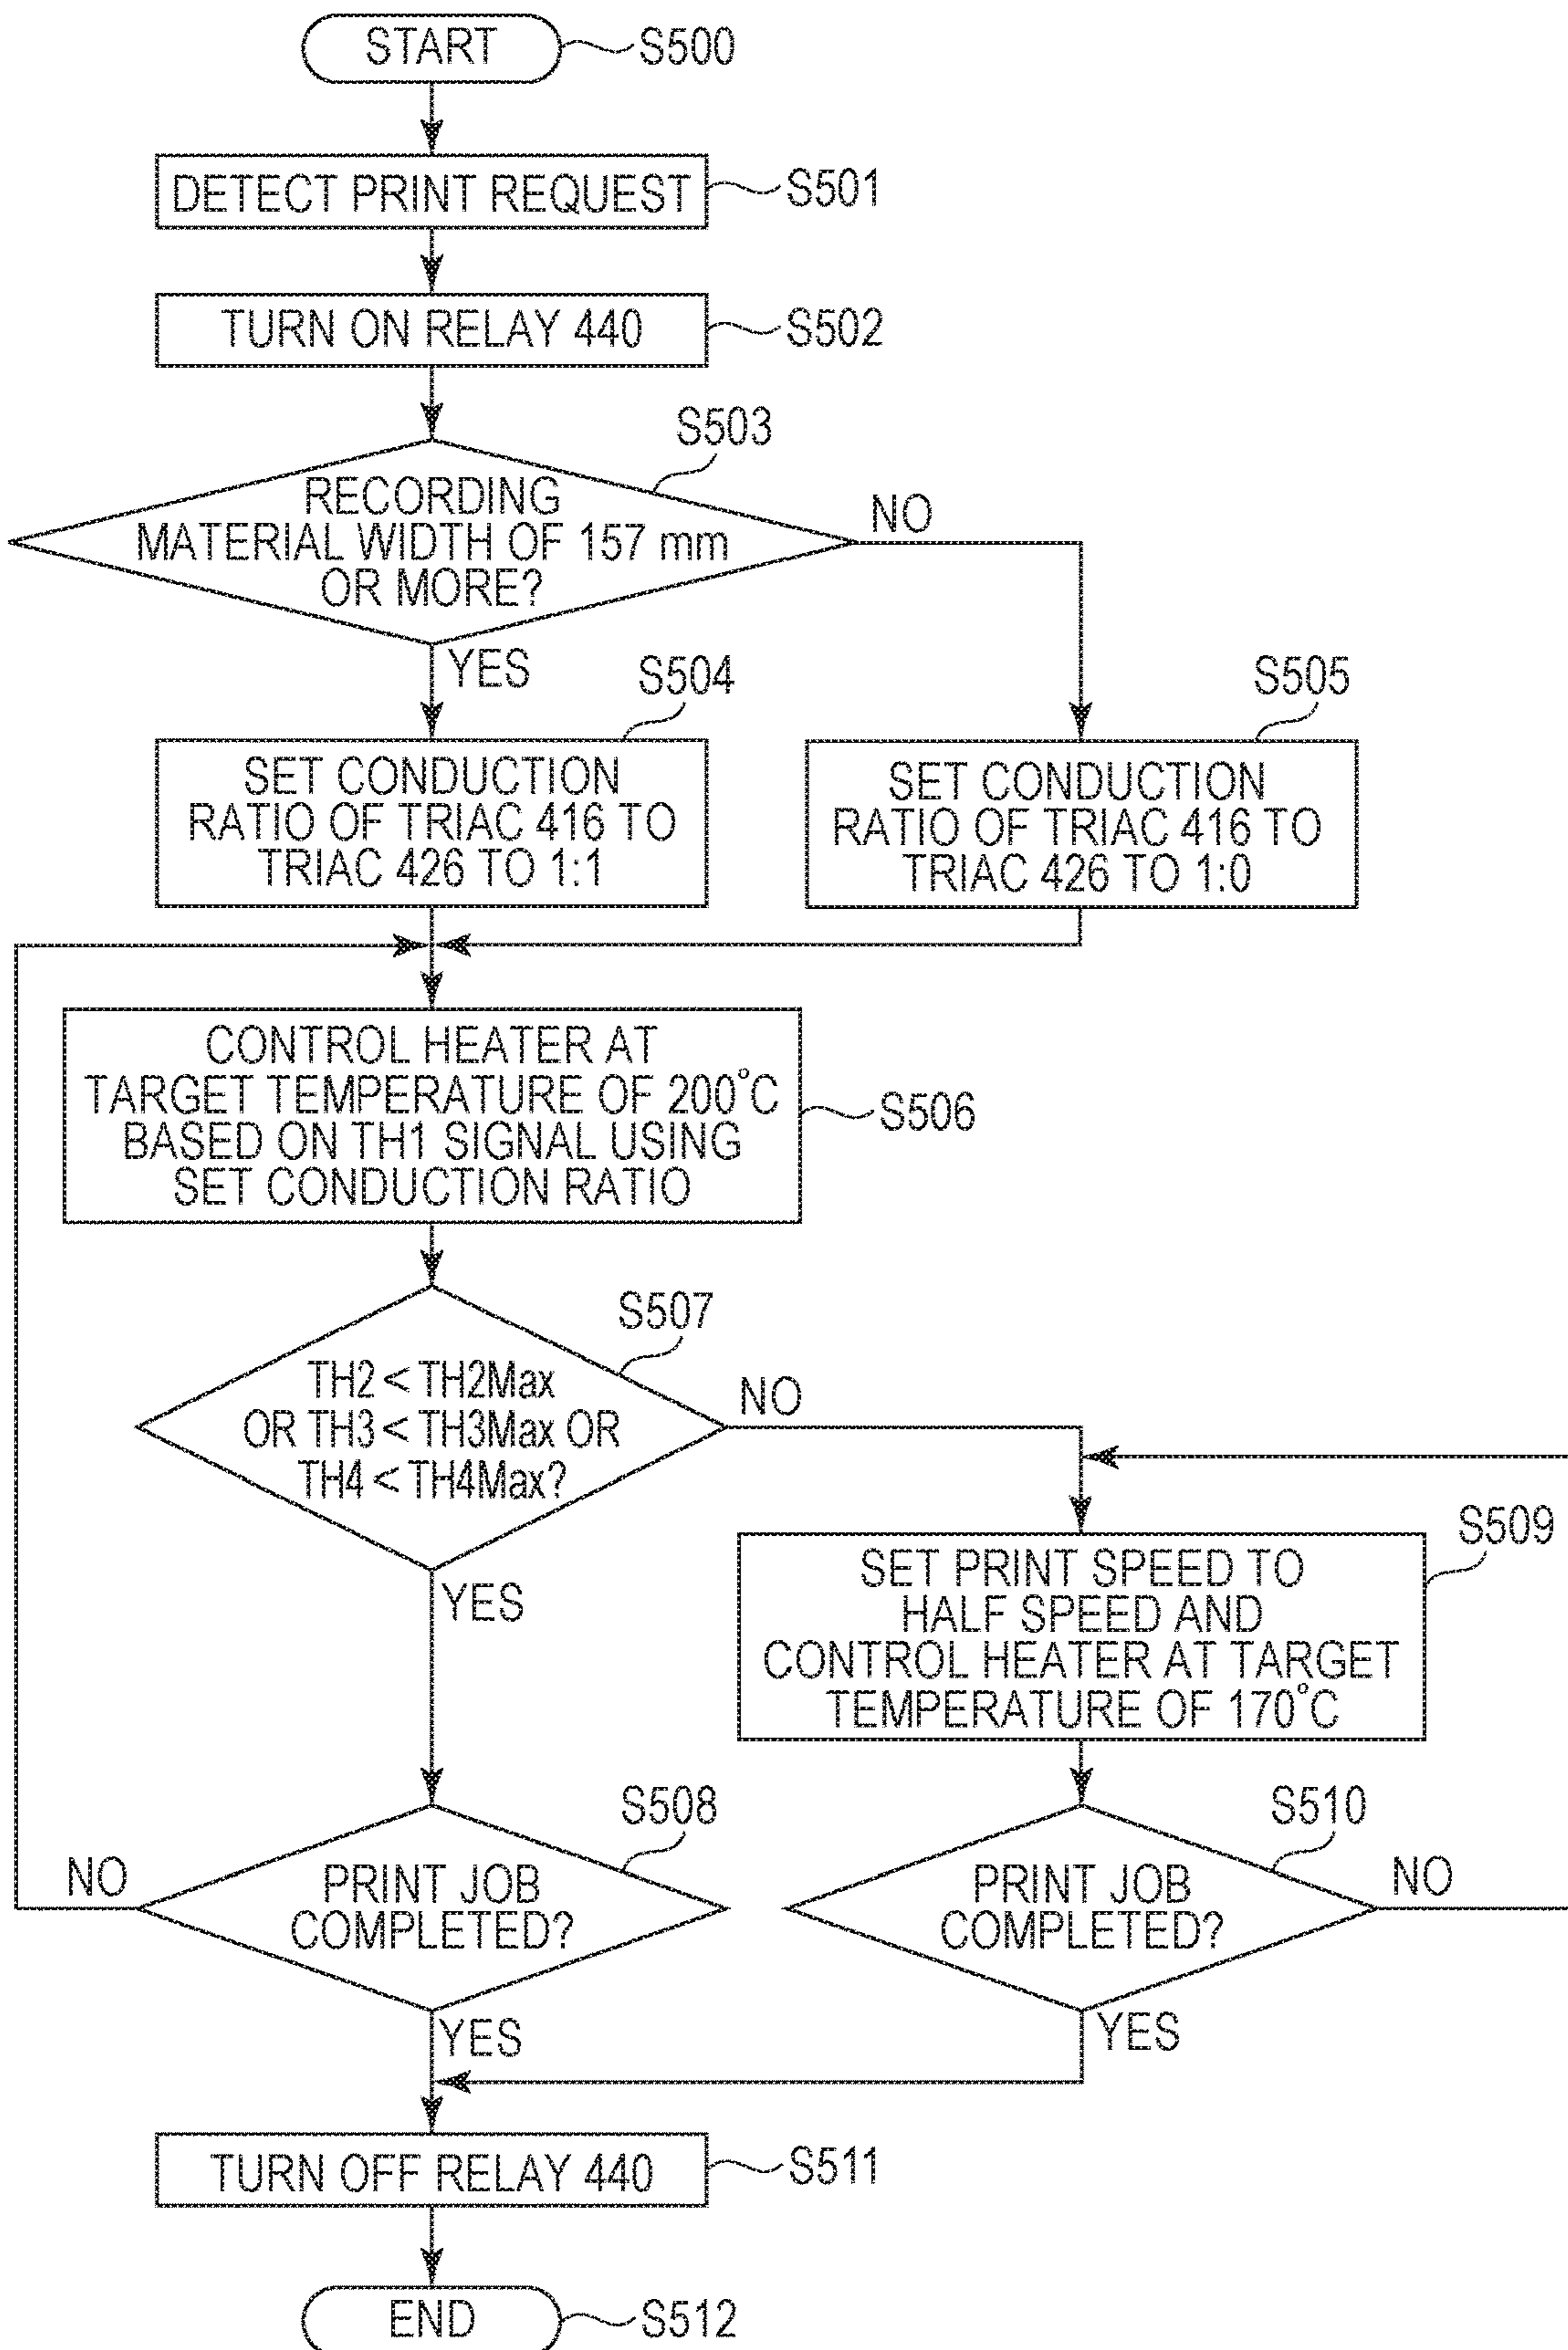 START
S500
DETECT PRINT REQUEST
S501
TURN ON RELAY 440
S502
S503
RECORDING
MATERIAL WIDTH OF 157 mm
OR MORE?
NO
YES
S504
S505
SET CONDUCTION
RATIO OF TRIAC 416 TO
TRIAC 426 TO 1:1
SET CONDUCTION
RATIO OF TRIAC 416 TO
TRIAC 426 TO 1:0
CONTROL HEATER AT
TARGET TEMPERATURE OF 200°C
BASED ON TH1 SIGNAL USING
SET CONDUCTION RATIO
S506
S507
TH2 < TH2Max
OR TH3 < TH3Max OR
TH4 < TH4Max?
NO
YES
S509
SET PRINT SPEED TO
HALF SPEED AND
CONTROL HEATER AT TARGET
TEMPERATURE OF 170°C
S508
NO
PRINT JOB
COMPLETED?
YES
S510
PRINT JOB
COMPLETED?
NO
YES
TURN OFF RELAY 440
S511
END
S512